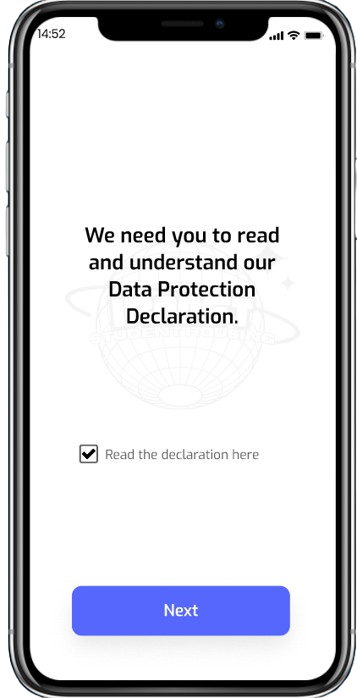 14:52
We need you to read
and understand our
Data Protection
Declaration.
Read the declaration here
Next